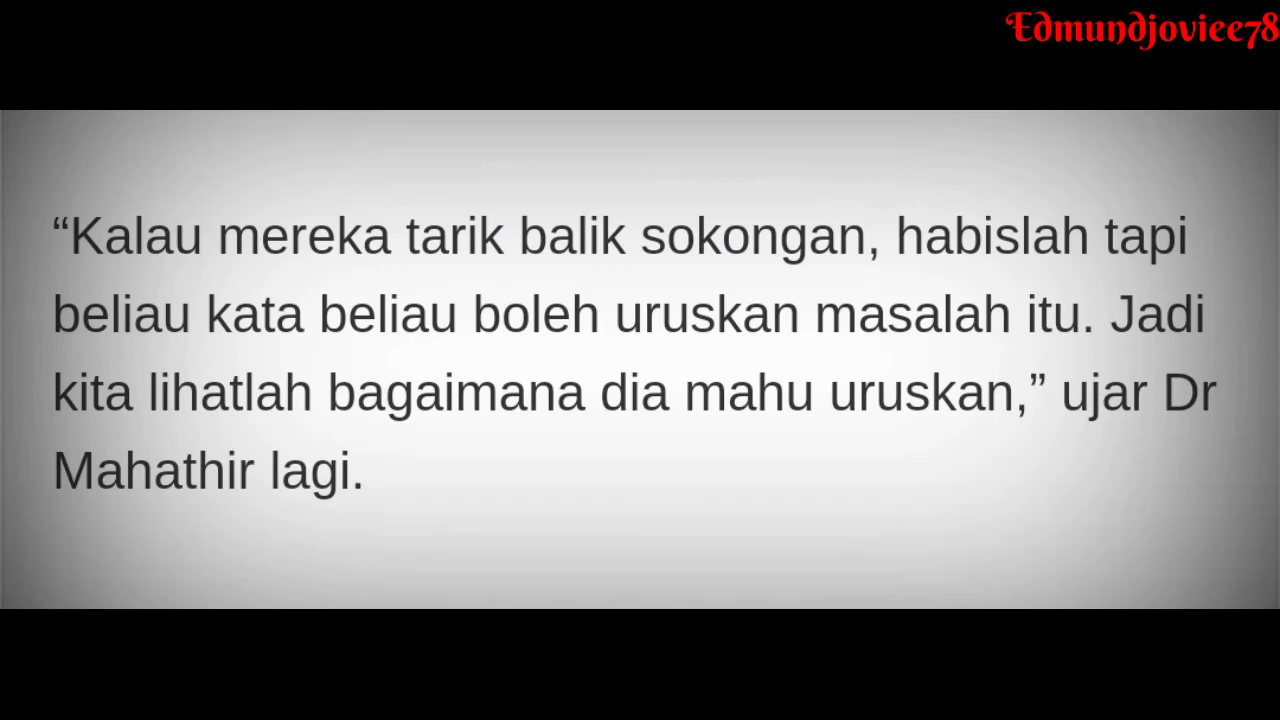 Edmundjoviee78
“Kalau mereka tarik balik sokongan, habislah tapi
beliau kata beliau boleh uruskan masalah itu. Jadi
kita lihatlah bagaimana dia mahu uruskan,” ujar Dr
Mahathir lagi.